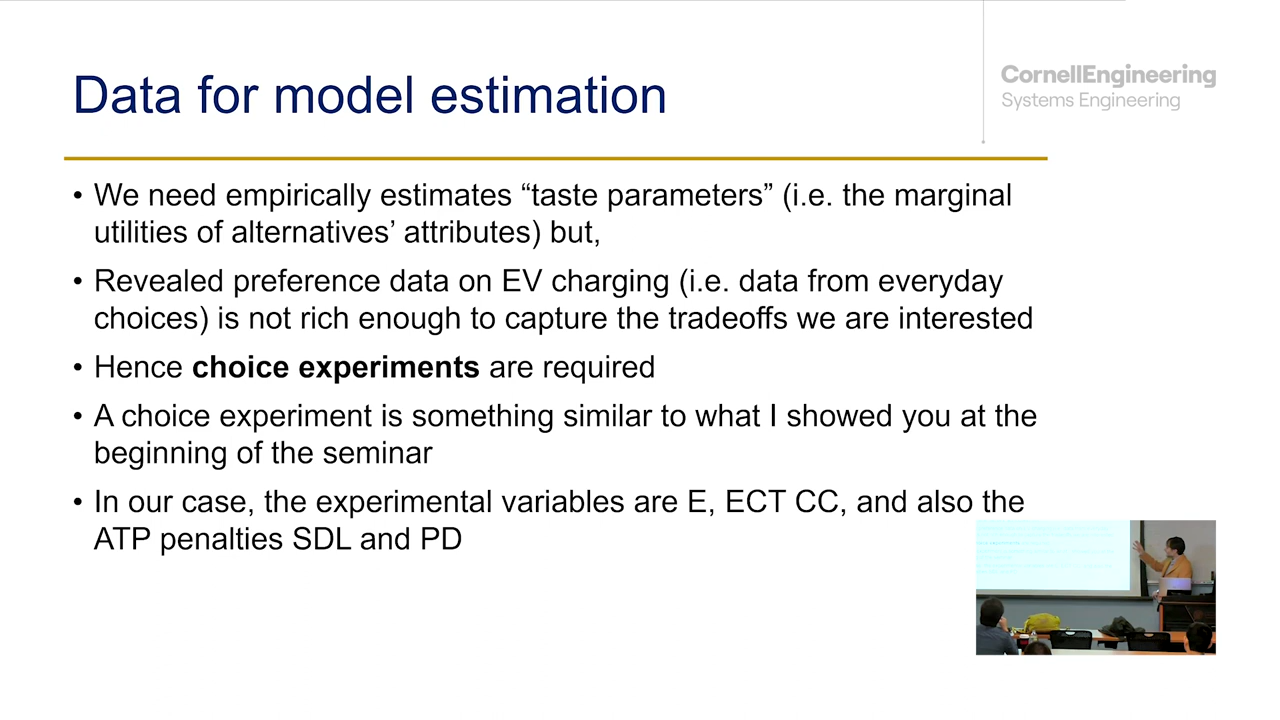 Data for model estimation
CornellEngineering
Systems Engineering
• We need empirically estimates “taste parameters” (i.e. the marginal
utilities of alternatives’ attributes) but,
• Revealed preference data on EV charging (i.e. data from everyday
choices) is not rich enough to capture the tradeoffs we are interested
• Hence choice experiments are required
• A choice experiment is something similar to what I showed you at the
beginning of the seminar
• In our case, the experimental variables are E, ECT CC, and also the
ATP penalties SDL and PD